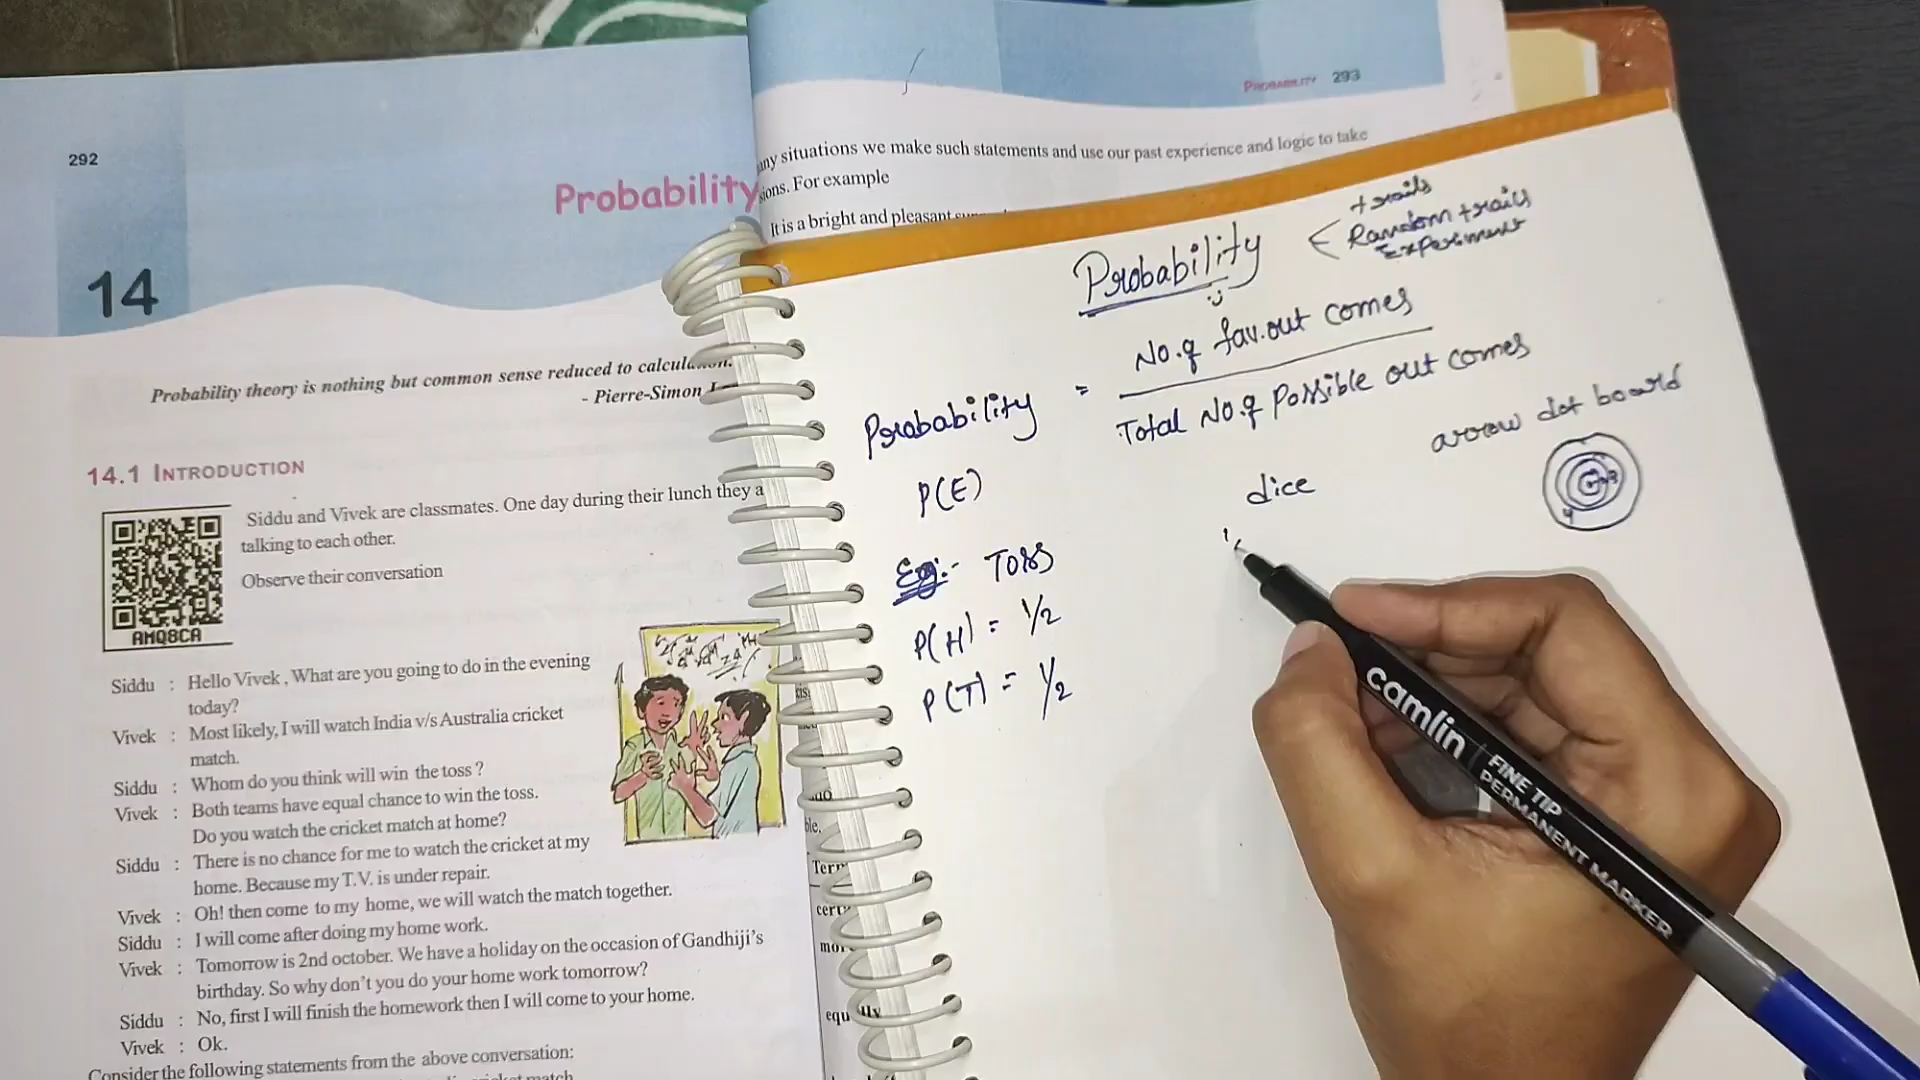 292
Probability
14
Probability theory is nothing but common sense reduced to
- Pierre-Simon
14.1 INTRODUCTION
AMQ8CA
Siddu and Vivek are classmates. One day during their lunch they a
talking to each other.
Observe their conversation
Siddu : Hello Vivek , What are you going to do in the evening
today?
Vivek : Most likely, I will watch India v/s Australia cricket
match.
Siddu : Whom do you think will win the toss ?
Vivek : Both teams have equal chance to win the toss.
Do you watch the cricket match at home?
Siddu : There is no chance for me to watch the cricket at my
home. Because my T.V. is under repair.
Vivek : Oh! then come to my home, we will watch the match together.
Siddu : I will come after doing my home work.
Vivek : Tomorrow is 2nd october. We have a holiday on the occasion of Gandhiji's
birthday. So why don't you do your home work tomorrow?
Siddu : No, first I will finish the homework then I will come to your home.
Vivek : Ok.
Consider the following statements from the above conversation:
PROBABILITY 293
any situations we make such statements and use our past experience and logic to take
sions. For example
It is a bright and pleasant
Probability
trails
Random trails
Experiment
Probability = No.of fav.out comes
Total No.of Possible out comes
P(E)
dice
arrow dot board
Eg:- Toss
P(H) = 1/2
P(T) = 1/2
camlin FINE TIP
PERMANENT MARKER